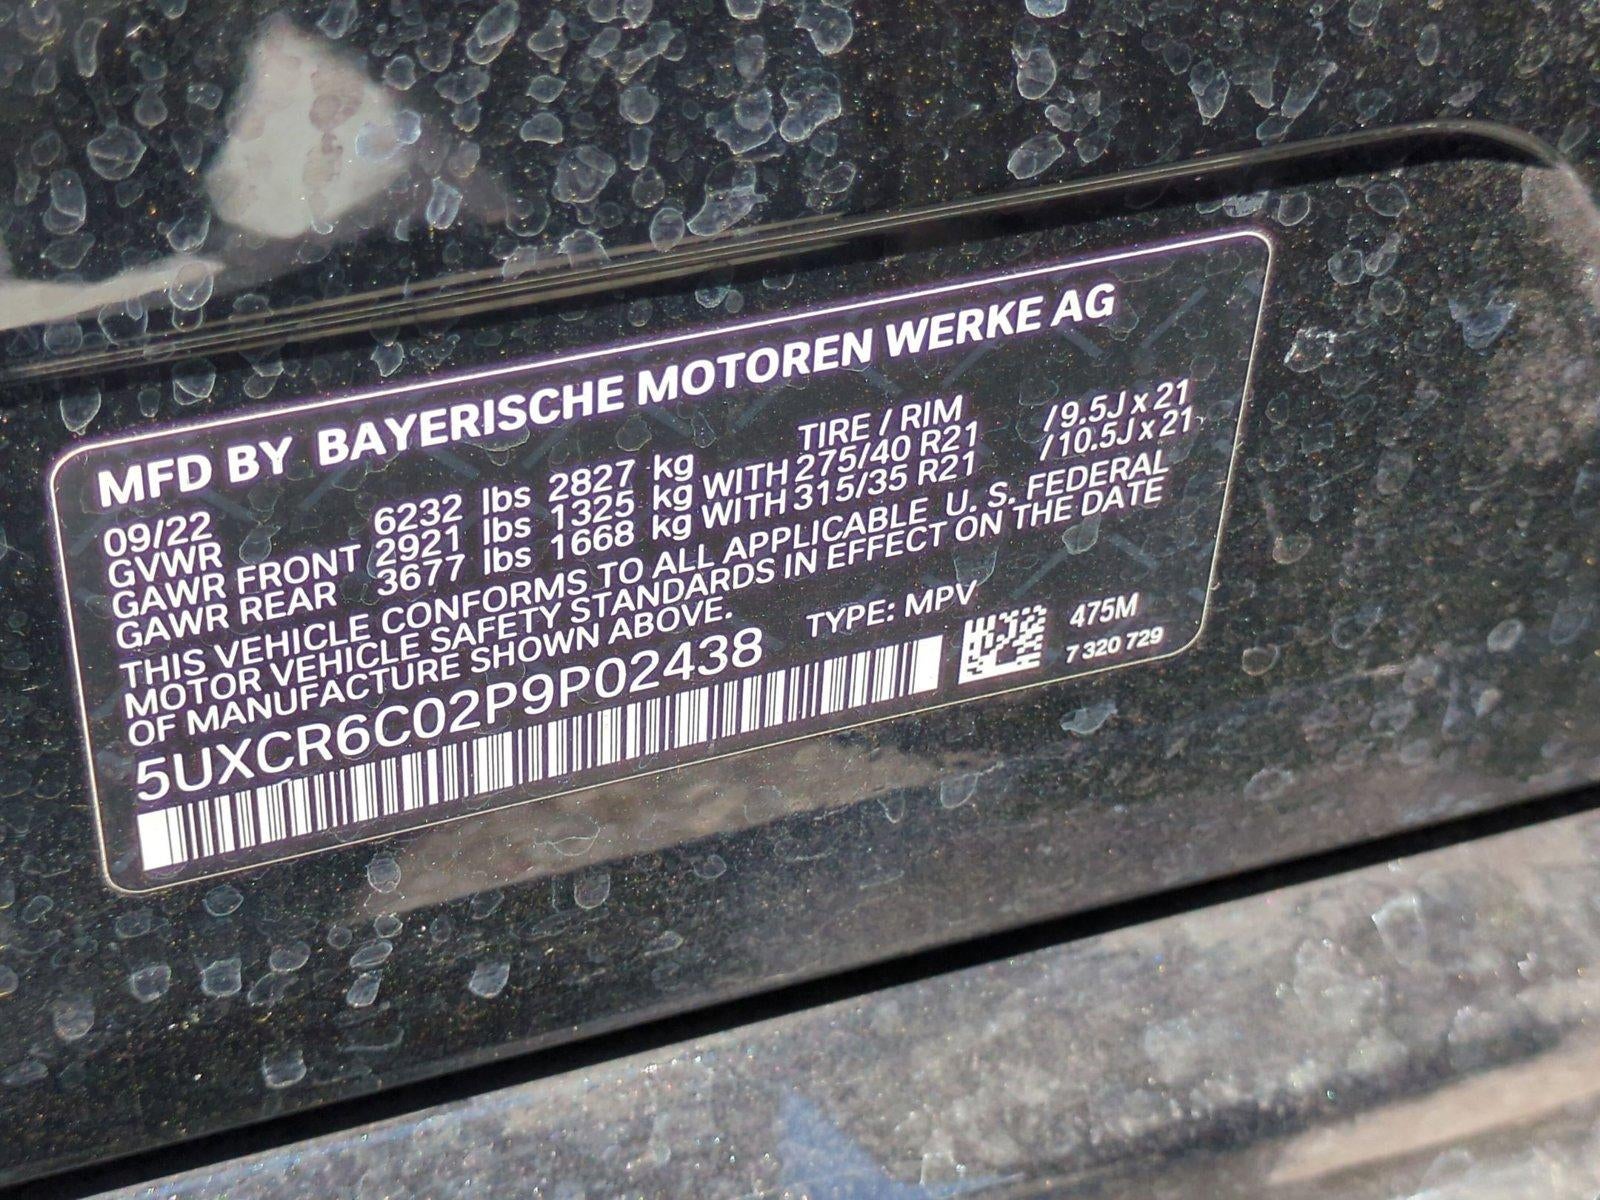 MFD BY BAYERISCHE MOTOREN WERKE AG
09/22 TIRE / RIM
GVWR 6232 lbs 2827 kg
GAWR FRONT 2921 lbs 1325 kg WITH 275/40 R21 /9.5J x 21
GAWR REAR 3677 lbs 1668 kg WITH 315/35 R21 /10.5J x 21
THIS VEHICLE CONFORMS TO ALL APPLICABLE U. S. FEDERAL
MOTOR VEHICLE SAFETY STANDARDS IN EFFECT ON THE DATE
OF MANUFACTURE SHOWN ABOVE.
5UXCR6C02P9P02438 TYPE: MPV 475M
7 320 729